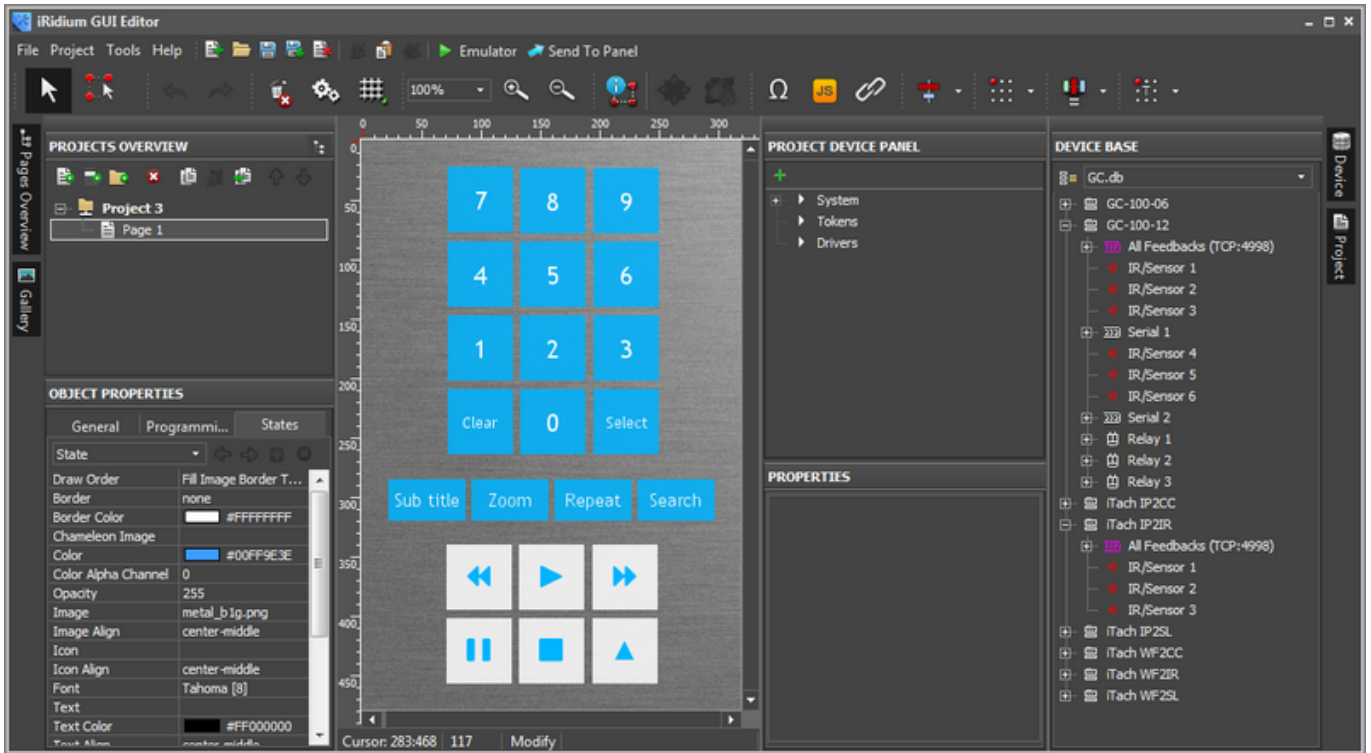 iRidium GUI Editor
File Project Tools Help Emulator Send To Panel
100% Ω JS
Pages Overview
Gallery
PROJECTS OVERVIEW
Project 3
Page 1
OBJECT PROPERTIES
General Programmi... States
State
Draw Order Fill Image Border T...
Border none
Border Color #FFFFFFFF
Chameleon Image
Color #00FF9E3E
Color Alpha Channel 0
Opacity 255
Image metal_b1g.png
Image Align center-middle
Icon
Icon Align center-middle
Font Tahoma [8]
Text
Text Color #FF000000
Text Align center-middle
0 50 100 150 200 250 300
0
50
100
150
200
250
300
350
400
450
7 8 9
4 5 6
1 2 3
Clear 0 Select
Sub title Zoom Repeat Search
Cursor: 283:468 117 Modify
PROJECT DEVICE PANEL
System
Tokens
Drivers
PROPERTIES
DEVICE BASE
GC.db
GC-100-06
GC-100-12
All Feedbacks (TCP:4998)
IR/Sensor 1
IR/Sensor 2
IR/Sensor 3
Serial 1
IR/Sensor 4
IR/Sensor 5
IR/Sensor 6
Serial 2
Relay 1
Relay 2
Relay 3
iTach IP2CC
iTach IP2IR
All Feedbacks (TCP:4998)
IR/Sensor 1
IR/Sensor 2
IR/Sensor 3
iTach IP2SL
iTach WF2CC
iTach WF2IR
iTach WF2SL
Device
Project